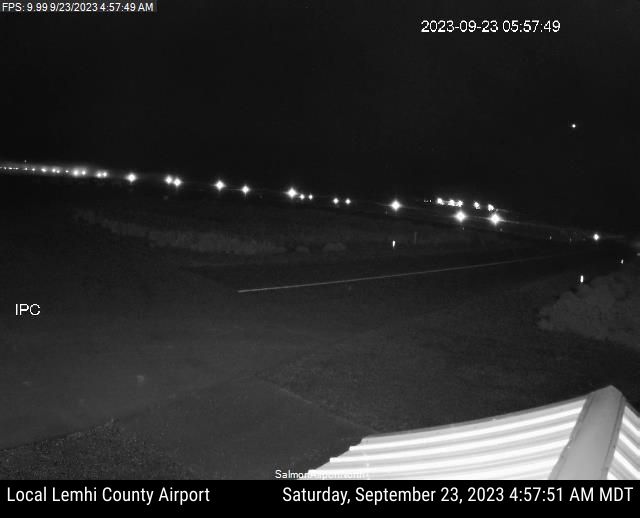 FPS: 9.99 9/23/2023 4:57:49 AM
2023-09-23 05:57:49
IPC
Local Lemhi County Airport Saturday, September 23, 2023 4:57:51 AM MDT